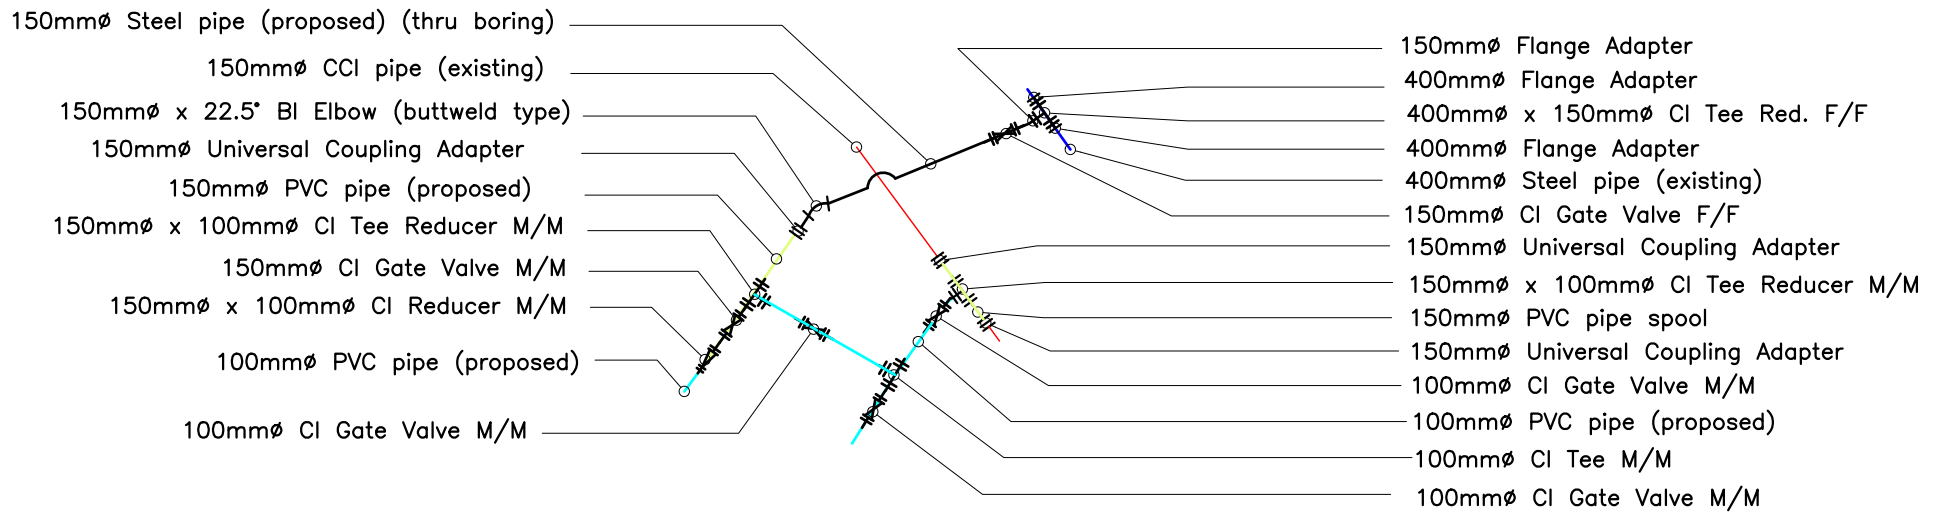 150mmØ Steel pipe (proposed) (thru boring)
150mmØ CCI pipe (existing)
150mmØ x 22.5° BI Elbow (buttweld type)
150mmØ Universal Coupling Adapter
150mmØ PVC pipe (proposed)
150mmØ x 100mmØ CI Tee Reducer M/M
150mmØ CI Gate Valve M/M
150mmØ x 100mmØ CI Reducer M/M
100mmØ PVC pipe (proposed)
100mmØ CI Gate Valve M/M
150mmØ Flange Adapter
400mmØ Flange Adapter
400mmØ x 150mmØ CI Tee Red. F/F
400mmØ Flange Adapter
400mmØ Steel pipe (existing)
150mmØ CI Gate Valve F/F
150mmØ Universal Coupling Adapter
150mmØ x 100mmØ CI Tee Reducer M/M
150mmØ PVC pipe spool
150mmØ Universal Coupling Adapter
100mmØ CI Gate Valve M/M
100mmØ PVC pipe (proposed)
100mmØ CI Tee M/M
100mmØ CI Gate Valve M/M